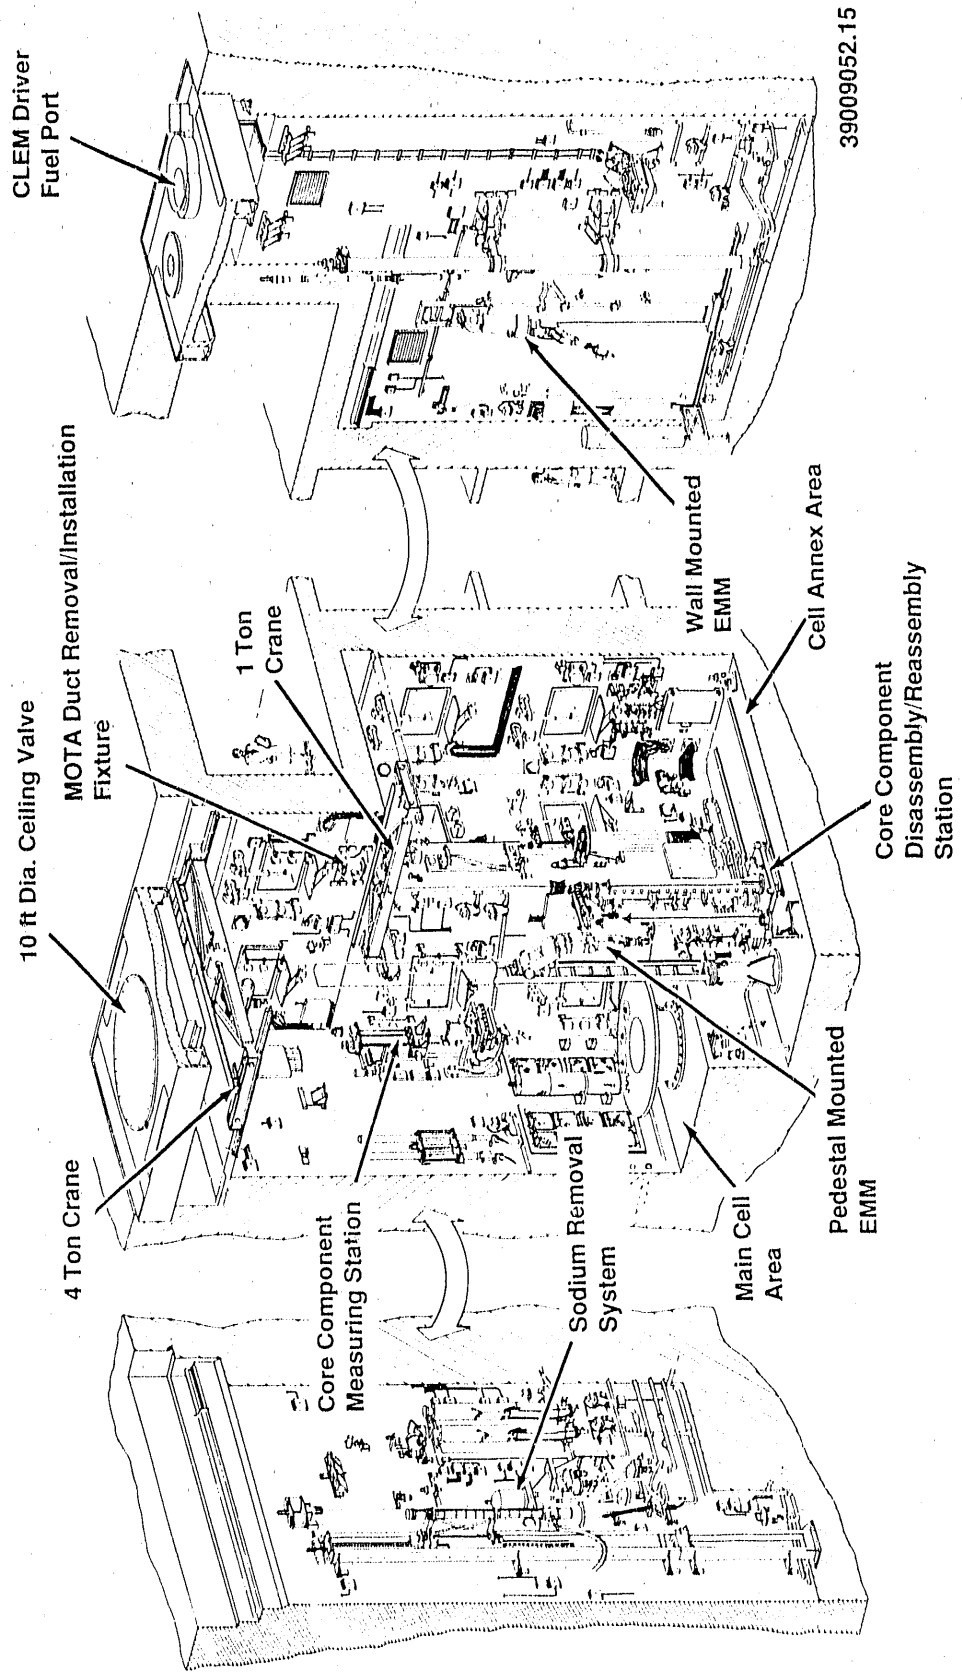 4 Ton Crane
10 ft Dia. Ceiling Valve
MOTA Duct Removal/Installation
Fixture
1 Ton
Crane
CLEM Driver
Fuel Port
Core Component
Measuring Station
Sodium Removal
System
Main Cell
Area
Pedestal Mounted
EMM
Core Component
Disassembly/Reassembly
Station
Cell Annex Area
Wall Mounted
EMM
39009052.15